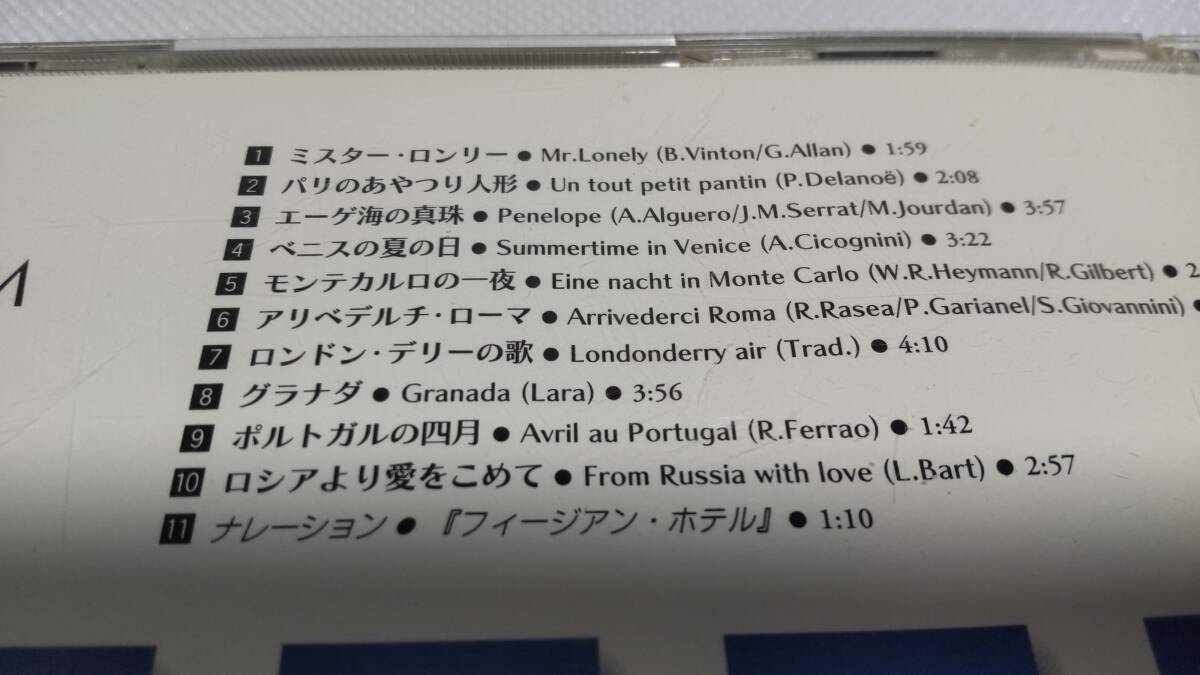 1 ミスター・ロンリー ● Mr.Lonely (B.Vinton/G.Allan) ● 1:59
2 パリのあやつり人形 ● Un tout petit pantin (P.Delanoë) ● 2:08
3 エーゲ海の真珠 ● Penelope (A.Alguero/J.M.Serrat/M.Jourdan) ● 3:57
4 ベニスの夏の日 ● Summertime in Venice (A.Cicognini) ● 3:22
5 モンテカルロの一夜 ● Eine nacht in Monte Carlo (W.R.Heymann/R.Gilbert) ● 2
6 アリベデルチ・ローマ ● Arrivederci Roma (R.Rasea/P.Garianel/S.Giovannini) ●
7 ロンドン・デリーの歌 ● Londonderry air (Trad.) ● 4:10
8 グラナダ ● Granada (Lara) ● 3:56
9 ポルトガルの四月 ● Avril au Portugal (R.Ferrao) ● 1:42
10 ロシアより愛をこめて ● From Russia with love (L.Bart) ● 2:57
11 ナレーション ● 『フィージアン・ホテル』 ● 1:10